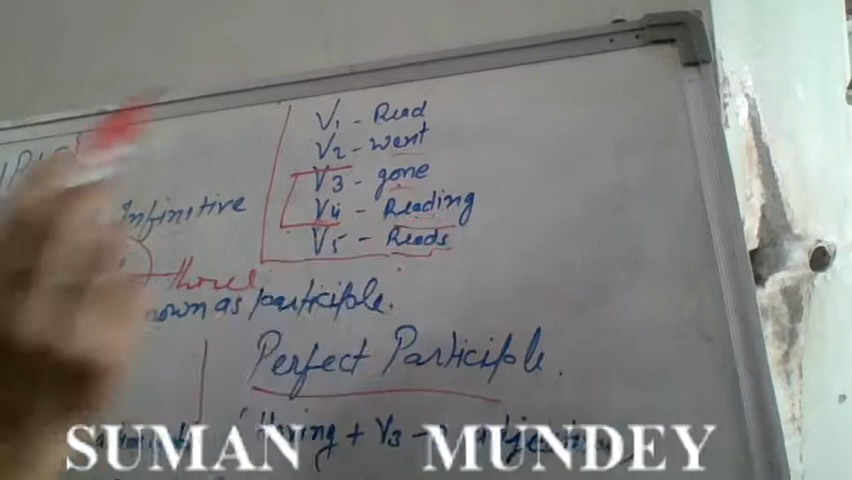 V1 - Read
V2 - went
V3 - gone
V4 - Reading
V5 - Reads
Infinitive
three
as participle.
Perfect Participle.
Having + V3 -
SUMAN MUNDEY